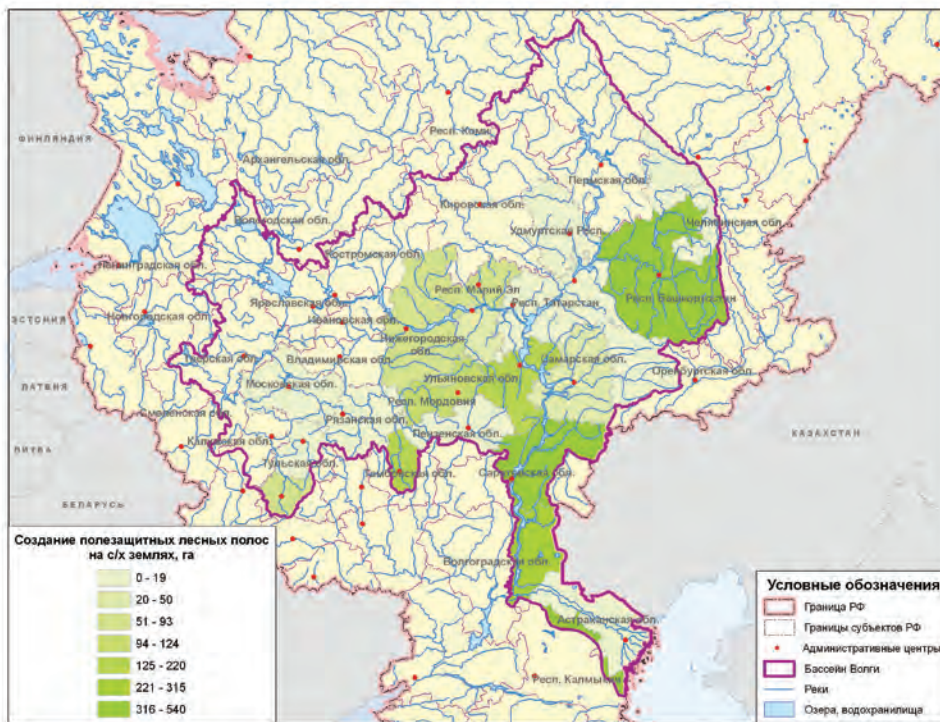 ФИНЛЯНДИЯ
Респ. Коми
Архангельская обл.
Пермская обл.
Кировская обл.
Вологодская обл.
Челябинская обл.
Удмуртская Респ.
Костромская обл.
Ленинградская обл.
Респ. Марий Эл
Респ. Татарстан
Респ. Башкортостан
Ярославская обл.
Новгородская обл.
ЭСТОНИЯ
Ивановская обл.
Нижегородская
обл.
Тверская обл.
Владимирская обл.
Самарская обл.
Оренбургская обл.
Ульяновская обл.
ЛАТВИЯ
Московская обл.
Респ. Мордовия
Смоленская обл.
Рязанская обл.
Пензенская обл.
КАЗАХСТАН
Калужская обл.
ЛИТВА
Тульская обл.
Тамбовская обл.
Саратовская обл.
БЕЛАРУСЬ
Волгоградская обл.
Астраханская обл.
Респ. Калмыкия
Создание полезащитных лесных полос
на с/х землях, га
0 - 19
20 - 50
51 - 93
94 - 124
125 - 220
221 - 315
316 - 540
Условные обозначения
Граница РФ
Границы субъектов РФ
Административные центры
Бассейн Волги
Реки
Озера, водохранилища